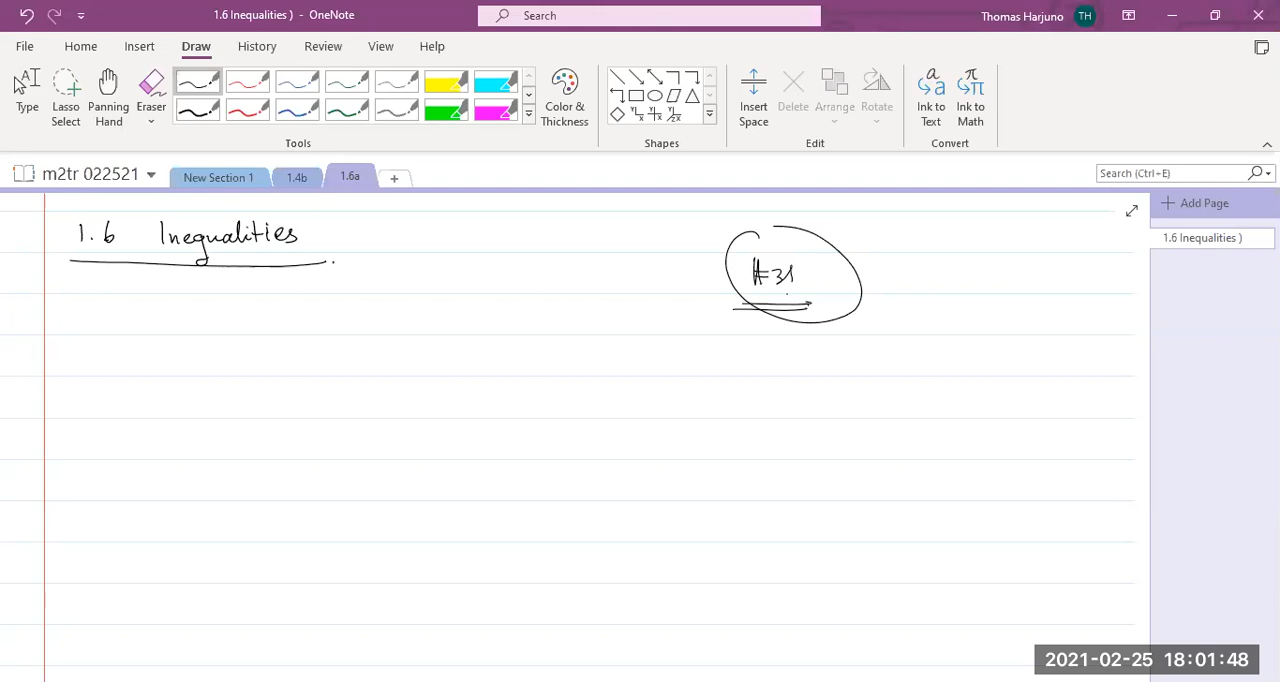 1.6 Inequalities ) - OneNote
Search
Thomas Harjuno TH
File Home Insert Draw History Review View Help
Type
Lasso Select
Panning Hand
Eraser
Color & Thickness
Insert Space
Delete
Arrange
Rotate
Ink to Text
Ink to Math
Tools
Shapes
Edit
Convert
m2tr 022521
New Section 1
1.4b
1.6a
Search (Ctrl+E)
Add Page
1.6 Inequalities )
1.6 Inequalities
#31
2021-02-25 18:01:48